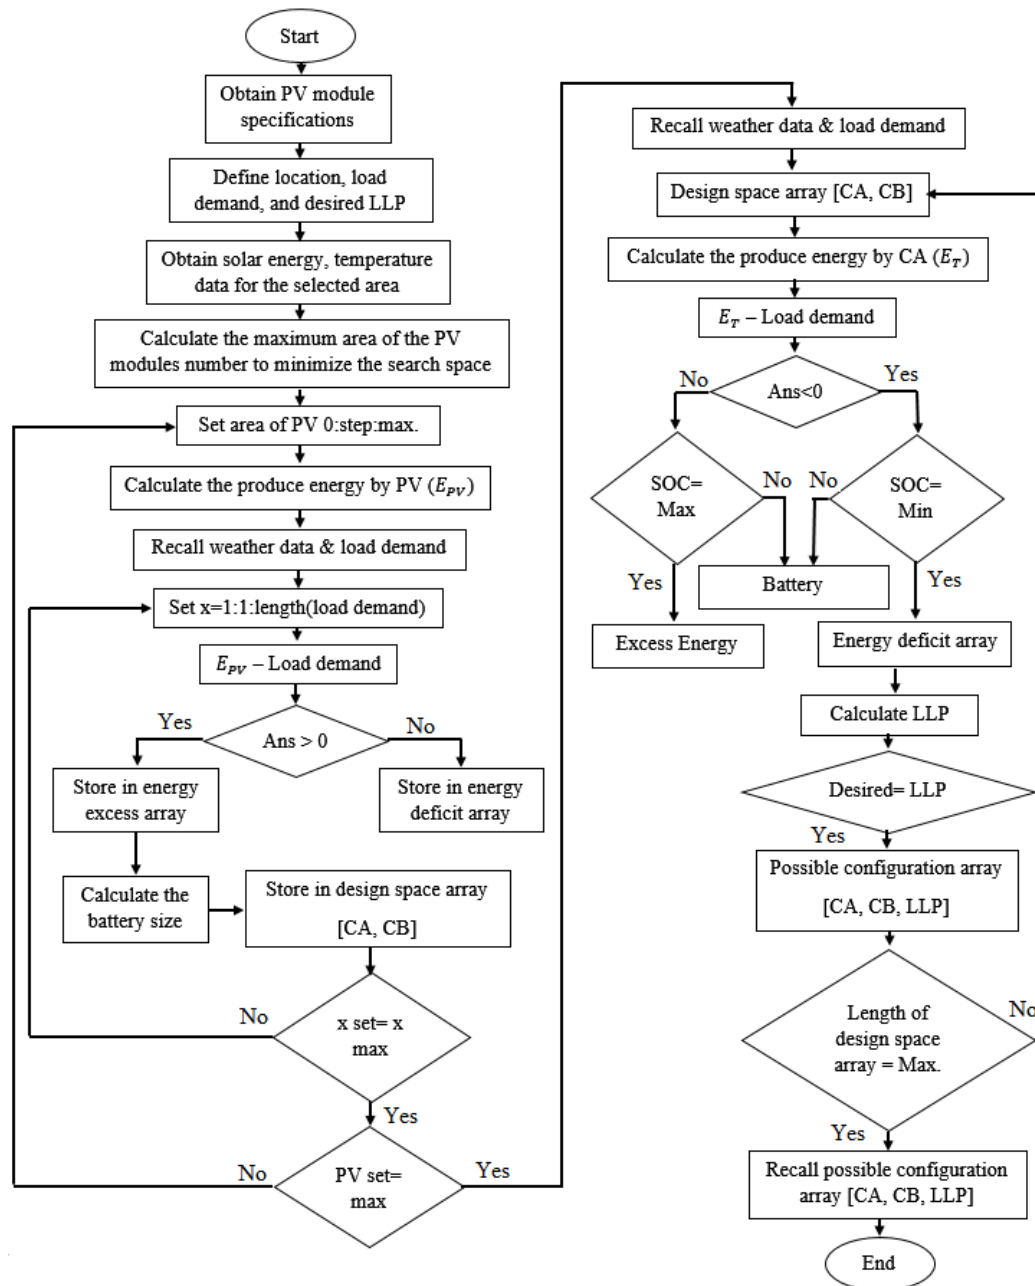 Start
Obtain PV module
specifications
Define location, load
demand, and desired LLP
Obtain solar energy, temperature
data for the selected area
Calculate the maximum area of the PV
modules number to minimize the search space
Set area of PV 0:step:max.
Calculate the produce energy by PV (E_PV)
Recall weather data & load demand
Set x=1:1:length(load demand)
E_PV – Load demand
Yes
Ans > 0
No
Store in energy
excess array
Store in energy
deficit array
Calculate the
battery size
Store in design space array
[CA, CB]
No
x set= x
max
Yes
No
PV set=
max
Yes
Recall weather data & load demand
Design space array [CA, CB]
Calculate the produce energy by CA (E_T)
E_T – Load demand
No
Ans<0
Yes
SOC=
Max
No
No
SOC=
Min
Yes
Battery
Yes
Excess Energy
Energy deficit array
Calculate LLP
Desired= LLP
Yes
Possible configuration array
[CA, CB, LLP]
Length of
design space
array = Max.
No
Yes
Recall possible configuration
array [CA, CB, LLP]
End